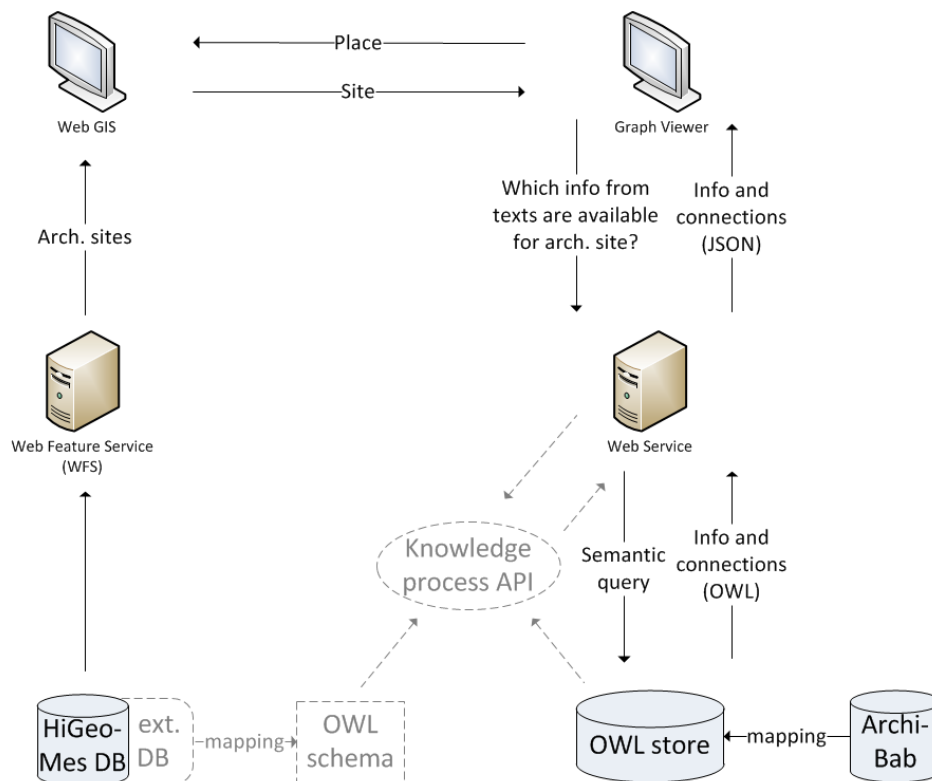 Place
Site
Web GIS
Graph Viewer
Which info from
texts are available
for arch. site?
Info and
connections
(JSON)
Arch. sites
Web Feature Service
(WFS)
Web Service
Knowledge
process API
Semantic
query
Info and
connections
(OWL)
HiGeo-
Mes DB
ext.
DB
mapping
OWL
schema
OWL store
mapping
Archi-
Bab